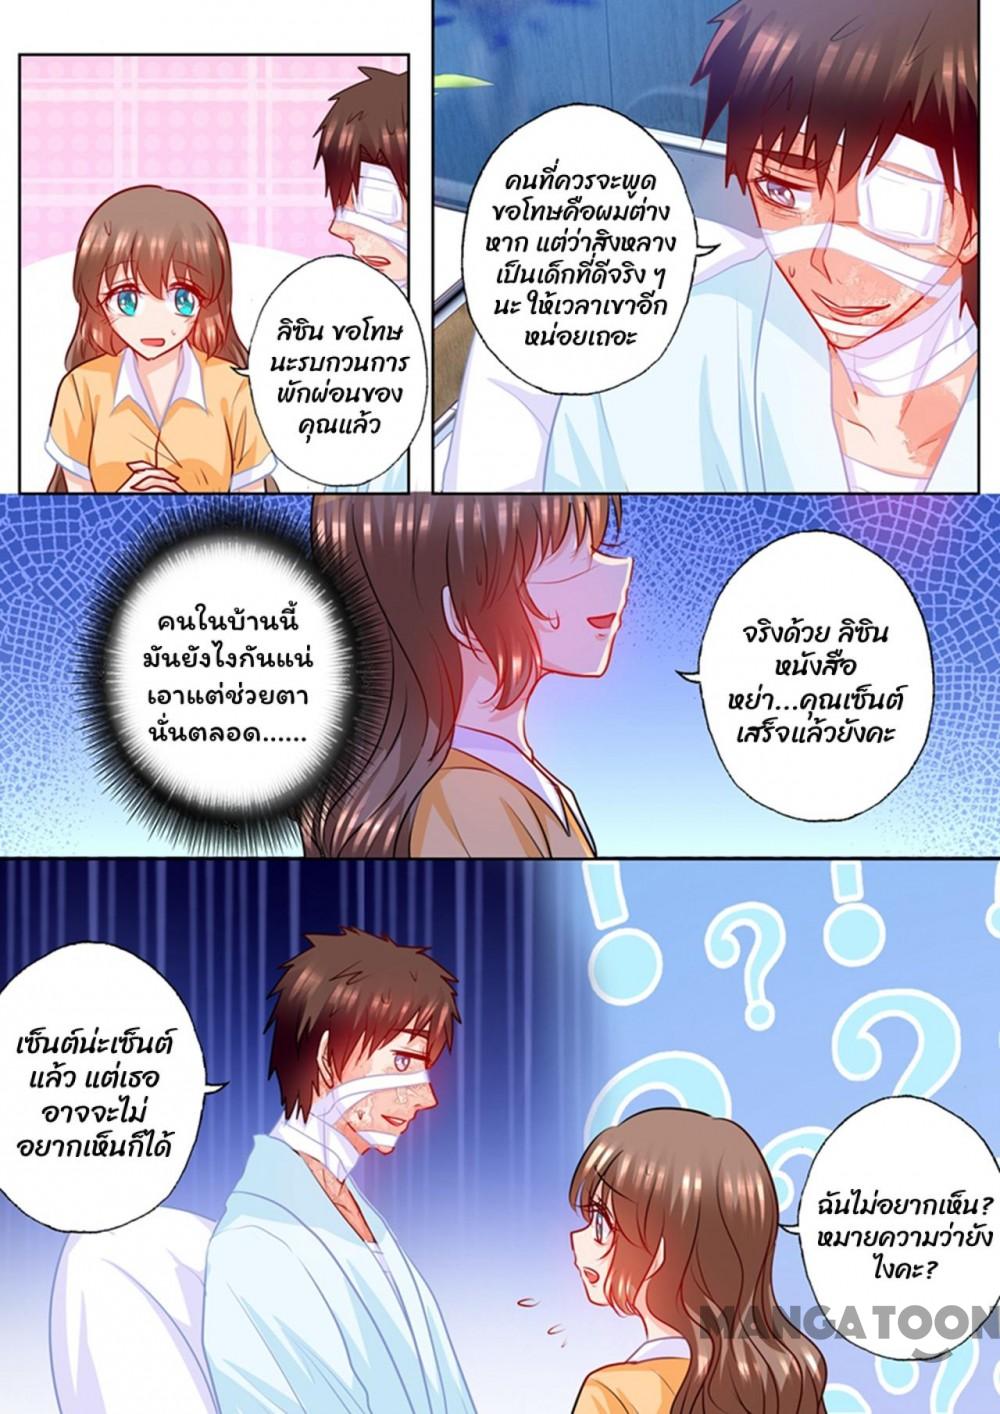 ลิซิน ขอโทษ
นะรบกวนการ
พักผ่อนของ
คุณแล้ว
คนที่ควรจะพูด
ขอโทษคือผมต่าง
หาก แต่ว่าสิงหลาง
เป็นเด็กที่ดีจริง ๆ
นะ ให้เวลาเขาอีก
หน่อยเถอะ
คนในบ้านนี้
มันยังไงกันแน่
เอาแต่ช่วยตา
นั่นตลอด......
จริงด้วย ลิซิน
หนังสือ
หย่า...คุณเซ็นต์
เสร็จแล้วยังคะ
เซ็นต์น่ะเซ็นต์
แล้ว แต่เธอ
อาจจะไม่
อยากเห็นก็ได้
ฉันไม่อยากเห็น?
หมายความว่ายัง
ไงคะ?
MANGATOON